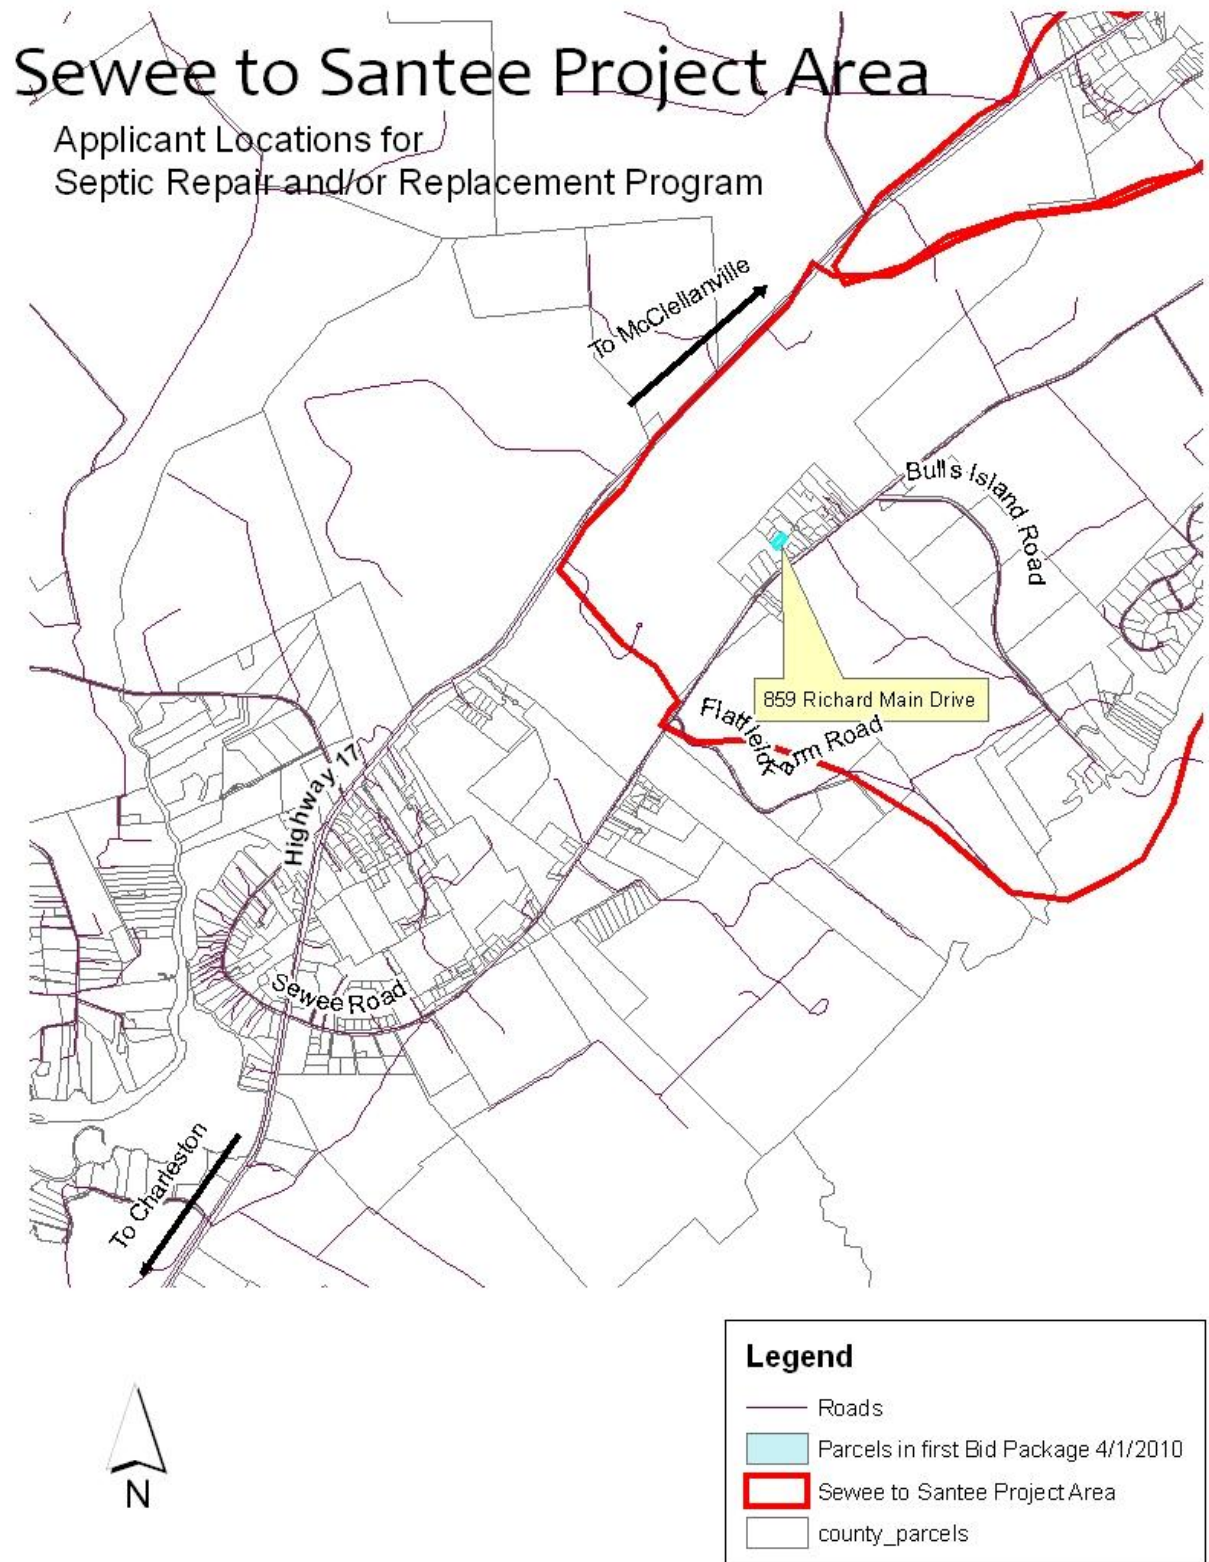 Sewee to Santee Project Area
Applicant Locations for
Septic Repair and/or Replacement Program
To McClellanville
Bulls Island Road
859 Richard Main Drive
Flatfield Farm Road
Highway 17
Sewee Road
To Charleston
N
Legend
Roads
Parcels in first Bid Package 4/1/2010
Sewee to Santee Project Area
county_parcels